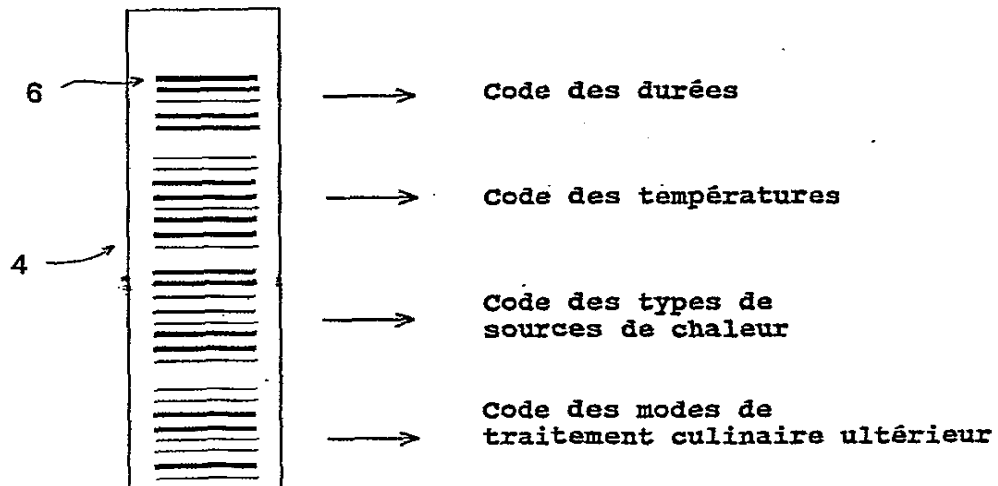 6
Code des durées
Code des températures
4
Code des types de
sources de chaleur
Code des modes de
traitement culinaire ultérieur